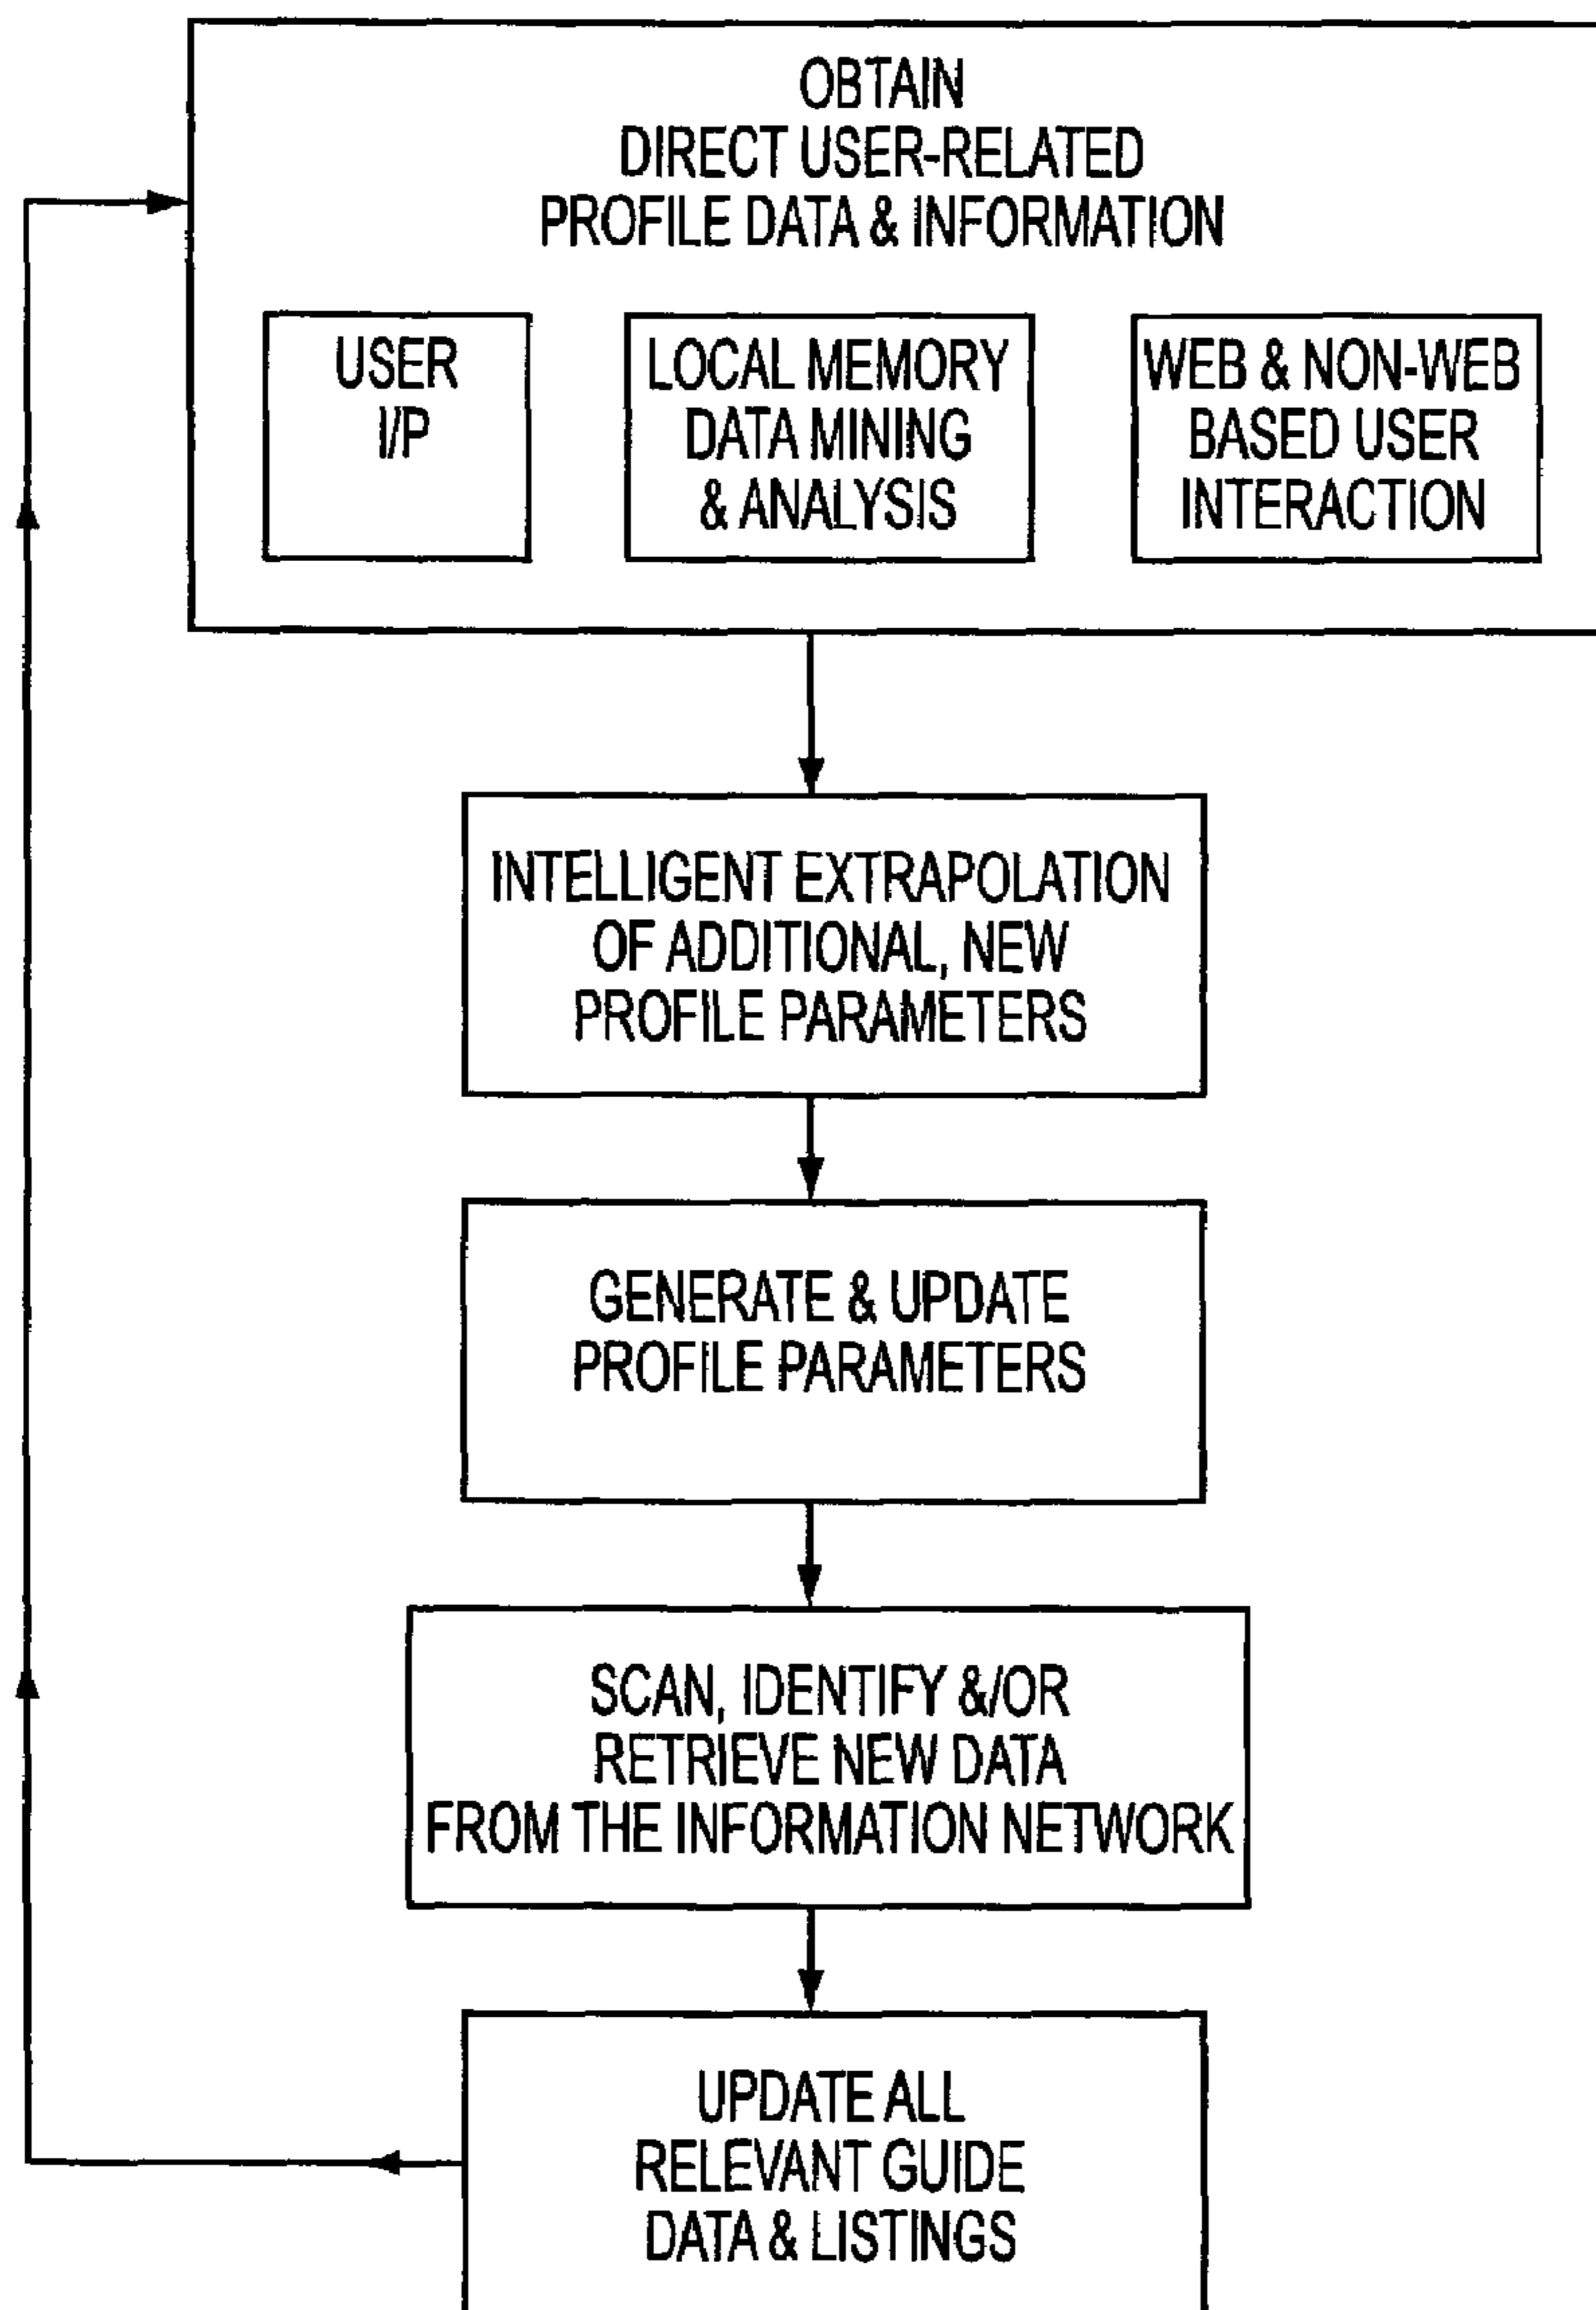 OBTAIN
DIRECT USER-RELATED
PROFILE DATA & INFORMATION
USER
I/P
LOCAL MEMORY
DATA MINING
& ANALYSIS
WEB & NON-WEB
BASED USER
INTERACTION
INTELLIGENT EXTRAPOLATION
OF ADDITIONAL, NEW
PROFILE PARAMETERS
GENERATE & UPDATE
PROFILE PARAMETERS
SCAN, IDENTIFY &/OR
RETRIEVE NEW DATA
FROM THE INFORMATION NETWORK
UPDATE ALL
RELEVANT GUIDE
DATA & LISTINGS